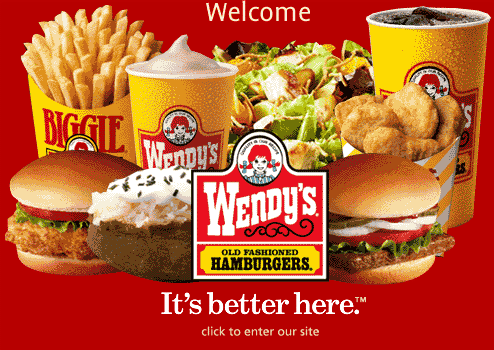 Welcome
BIGGIE
WENDY'S
WENDY'S®
OLD FASHIONED
HAMBURGERS.
It's better here.™
click to enter our site